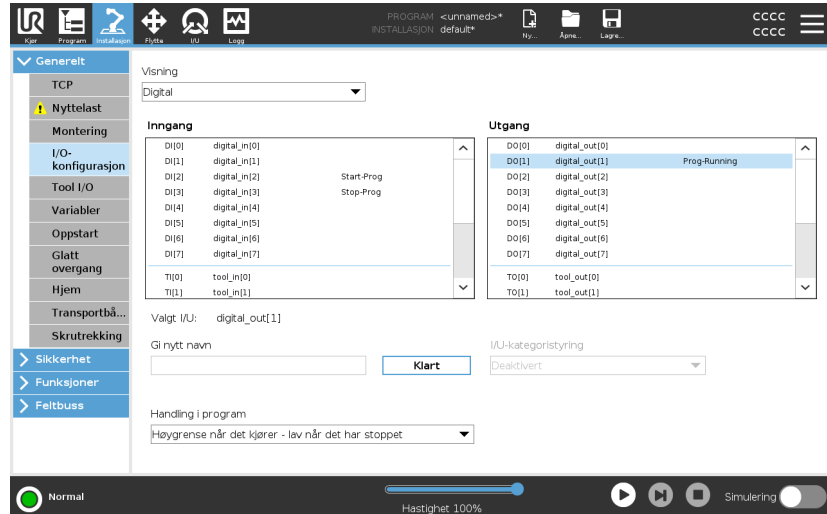 UR
PROGRAM <unnamed>*
INSTALLASJON default*
cccc
cccc
Kjør Program Installasjon Flytte I/U Logg Ny... Åpne... Lagre...
Generelt
TCP
Nyttelast
Montering
I/O-
konfigurasjon
Tool I/O
Variabler
Oppstart
Glatt
overgang
Hjem
Transportbå...
Skrutrekking
Sikkerhet
Funksjoner
Feltbuss
Visning
Digital
Inngang
DI[0] digital_in[0]
DI[1] digital_in[1]
DI[2] digital_in[2] Start-Prog
DI[3] digital_in[3] Stop-Prog
DI[4] digital_in[4]
DI[5] digital_in[5]
DI[6] digital_in[6]
DI[7] digital_in[7]
TI[0] tool_in[0]
TI[1] tool_in[1]
Utgang
DO[0] digital_out[0]
DO[1] digital_out[1] Prog-Running
DO[2] digital_out[2]
DO[3] digital_out[3]
DO[4] digital_out[4]
DO[5] digital_out[5]
DO[6] digital_out[6]
DO[7] digital_out[7]
TO[0] tool_out[0]
TO[1] tool_out[1]
Valgt I/U: digital_out[1]
Gi nytt navn
Klart
I/U-kategoristyring
Deaktivert
Handling i program
Høygrense når det kjører - lav når det har stoppet
Normal
Hastighet 100%
Simulering